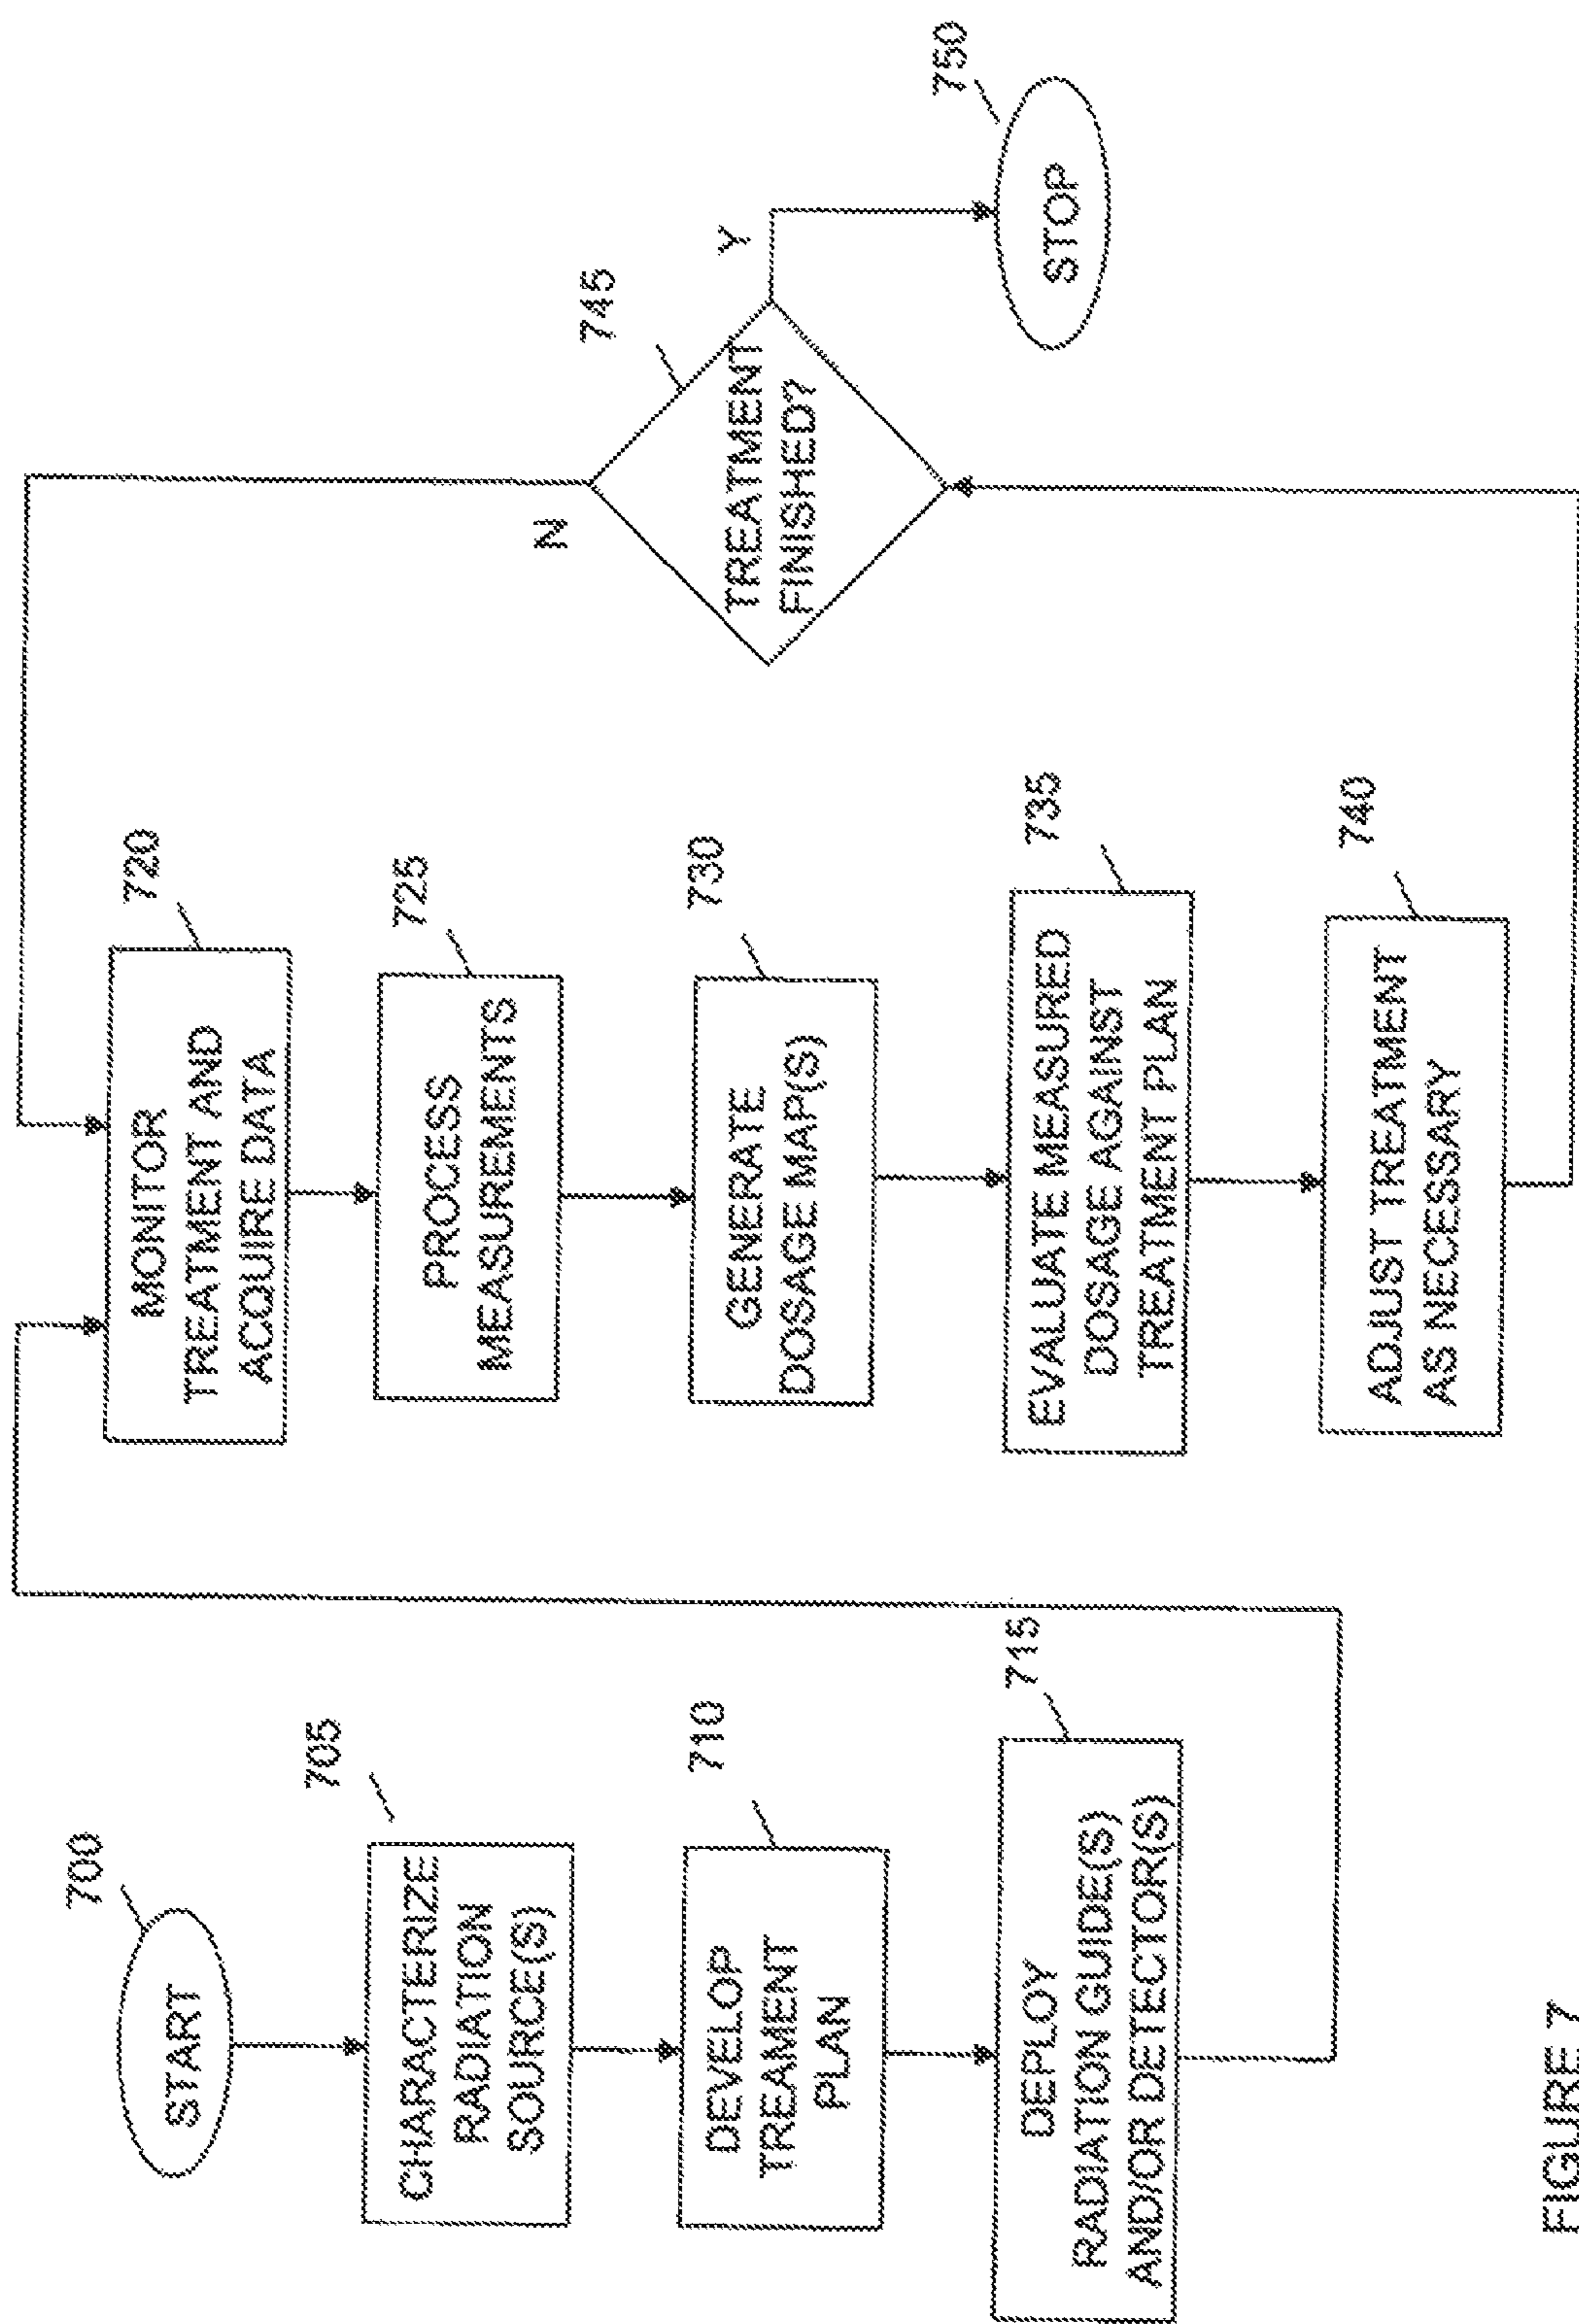 700
START
705
CHARACTERIZE
RADIATION
SOURCE(S)
710
DEVELOP
TREAMENT
PLAN
715
DEPLOY
RADIATION GUIDE(S)
AND/OR DETECTOR(S)
720
MONITOR
TREATMENT AND
ACQUIRE DATA
725
PROCESS
MEASUREMENTS
730
GENERATE
DOSAGE MAP(S)
735
EVALUATE MEASURED
DOSAGE AGAINST
TREATMENT PLAN
740
ADJUST TREATMENT
AS NECESSARY
745
TREATMENT
FINISHED?
N
Y
750
STOP
FIGURE 7